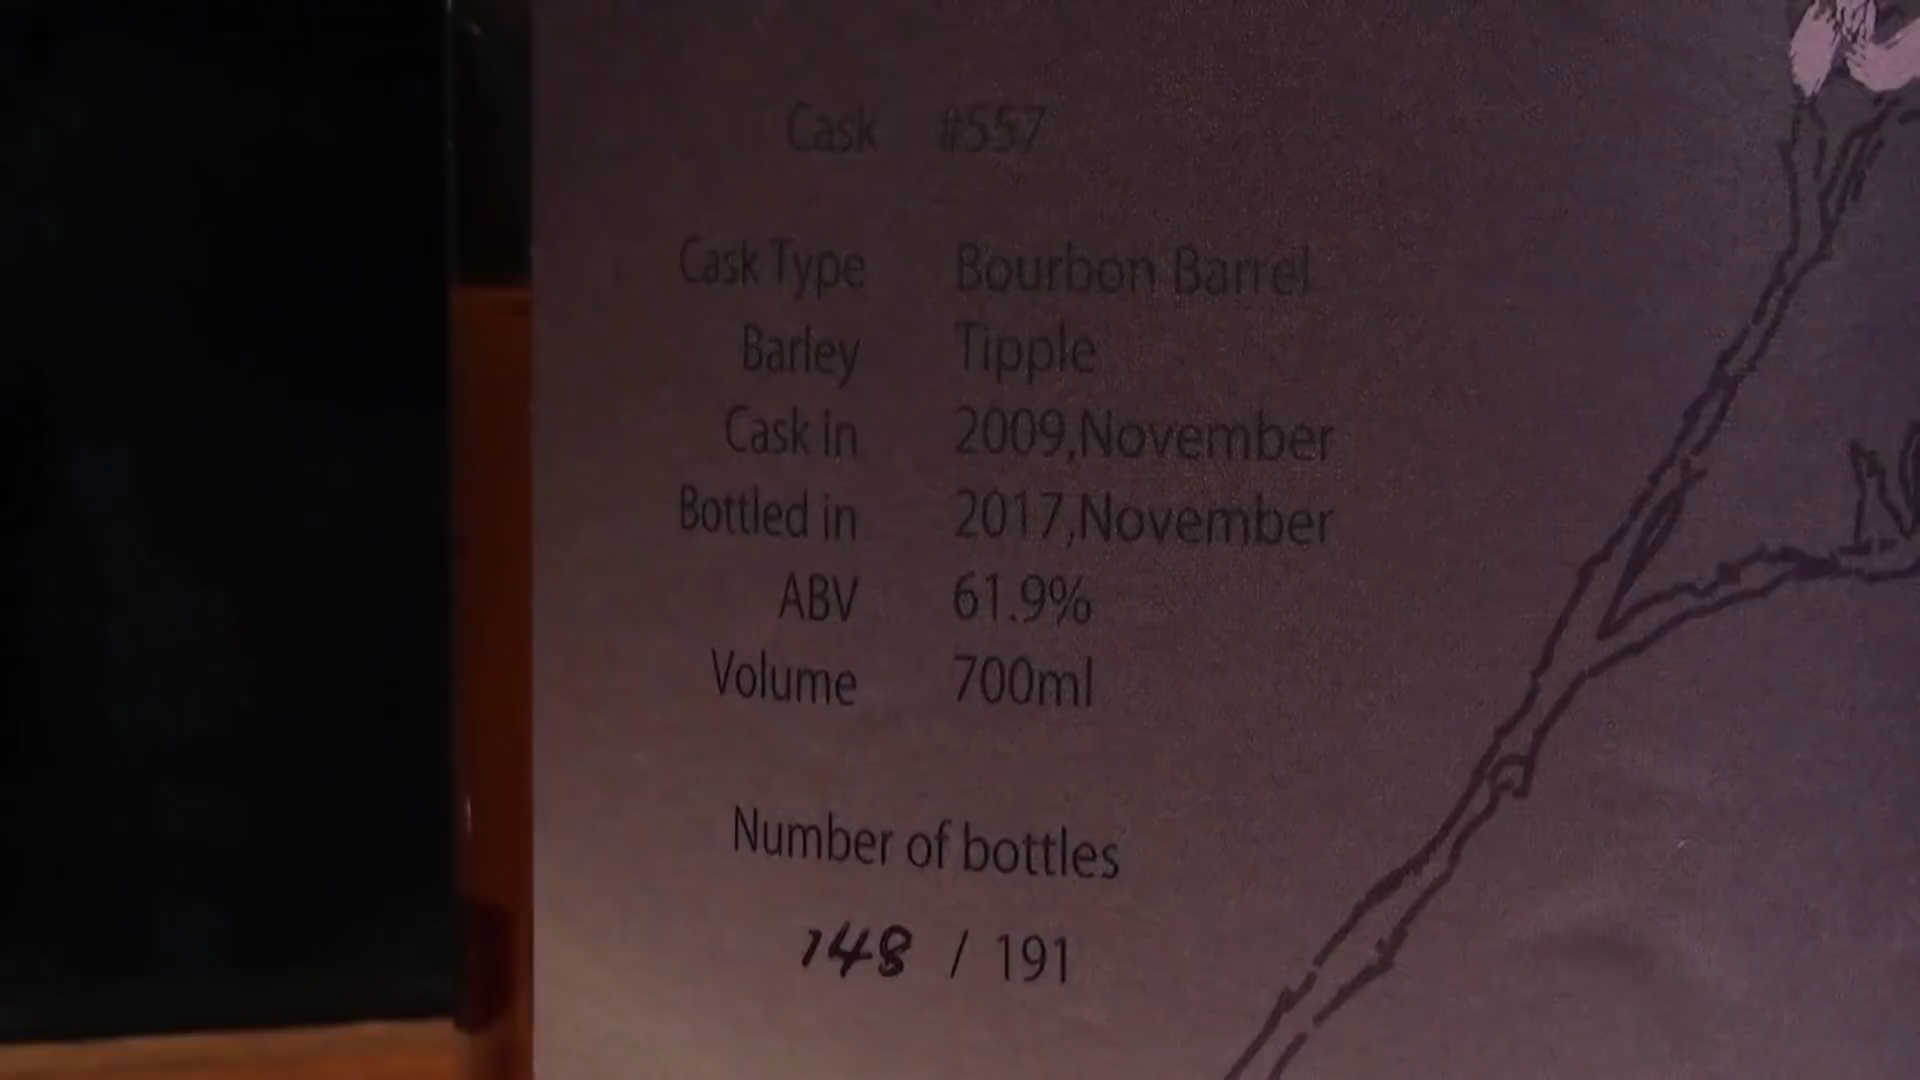 Cask #557
Cask Type Bourbon Barrel
Barley Tipple
Cask in 2009,November
Bottled in 2017,November
ABV 61.9%
Volume 700ml
Number of bottles
148 / 191